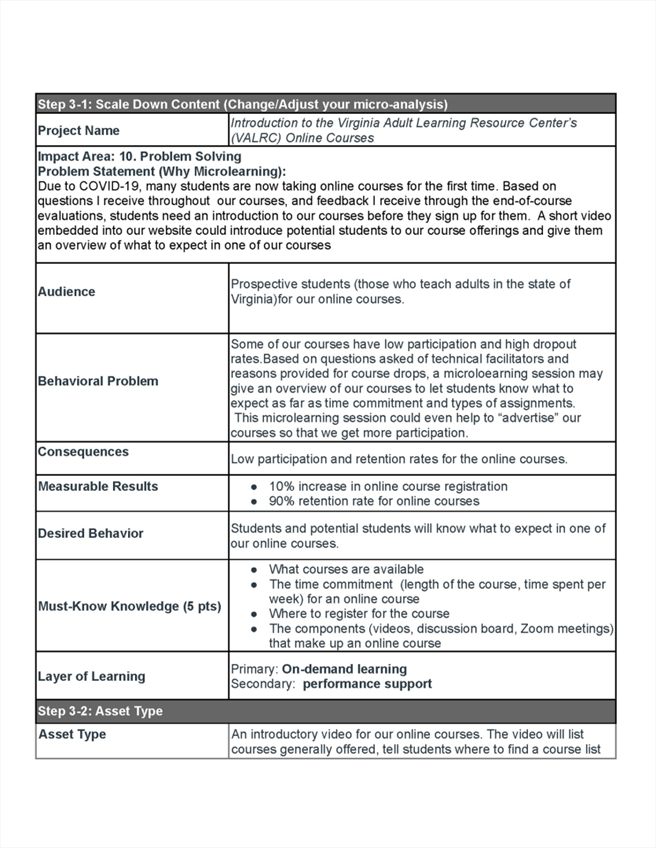 Step 3-1: Scale Down Content (Change/Adjust your micro-analysis)
Project Name
Introduction to the Virginia Adult Learning Resource Center's
(VALRC) Online Courses
Impact Area: 10. Problem Solving
Problem Statement (Why Microlearning):
Due to COVID-19, many students are now taking online courses for the first time. Based on
questions I receive throughout  our courses, and feedback I receive through the end-of-course
evaluations, students need an introduction to our courses before they sign up for them.  A short video
embedded into our website could introduce potential students to our course offerings and give them
an overview of what to expect in one of our courses
Audience
Prospective students (those who teach adults in the state of
Virginia)for our online courses.
Behavioral Problem
Some of our courses have low participation and high dropout
rates.Based on questions asked of technical facilitators and
reasons provided for course drops, a microloearning session may
give an overview of our courses to let students know what to
expect as far as time commitment and types of assignments.
This microlearning session could even help to “advertise” our
courses so that we get more participation.
Consequences
Low participation and retention rates for the online courses.
Measurable Results
● 10% increase in online course registration
● 90% retention rate for online courses
Desired Behavior
Students and potential students will know what to expect in one of
our online courses.
Must-Know Knowledge (5 pts)
● What courses are available
● The time commitment  (length of the course, time spent per
week) for an online course
● Where to register for the course
● The components (videos, discussion board, Zoom meetings)
that make up an online course
Layer of Learning
Primary: On-demand learning
Secondary:  performance support
Step 3-2: Asset Type
Asset Type
An introductory video for our online courses. The video will list
courses generally offered, tell students where to find a course list